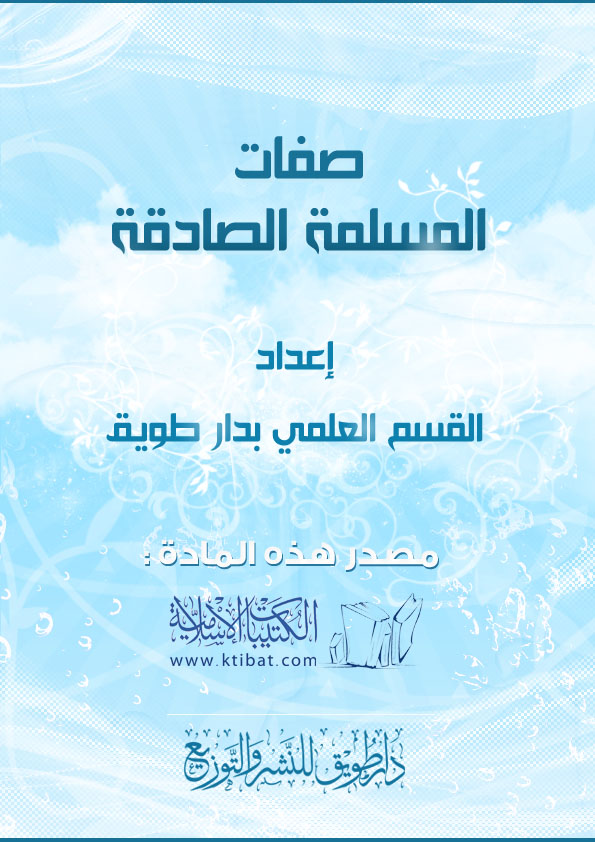 صفات
المسلمة الصادقة
إعداد
القسم العلمي بدار طويق
مصدر هذه المادة :
الكتيبات الإسلامية
www.ktibat.com
دار طويق للنشر والتوزيع